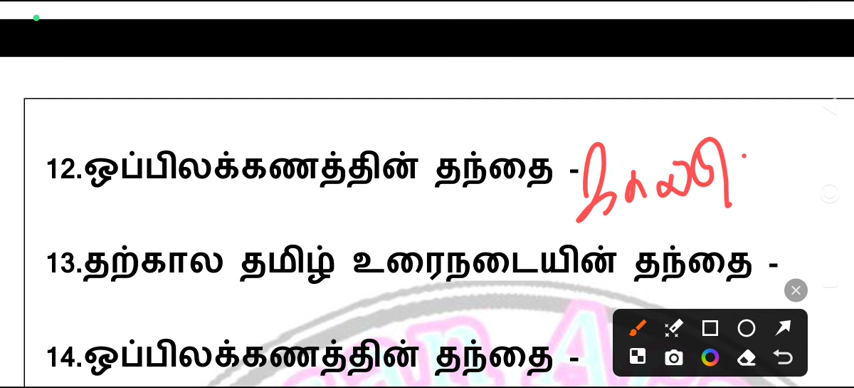 12.ஒப்பிலக்கணத்தின் தந்தை -
13.தற்கால தமிழ் உரைநடையின் தந்தை -
14.ஒப்பிலக்கணத்தின் தந்தை -